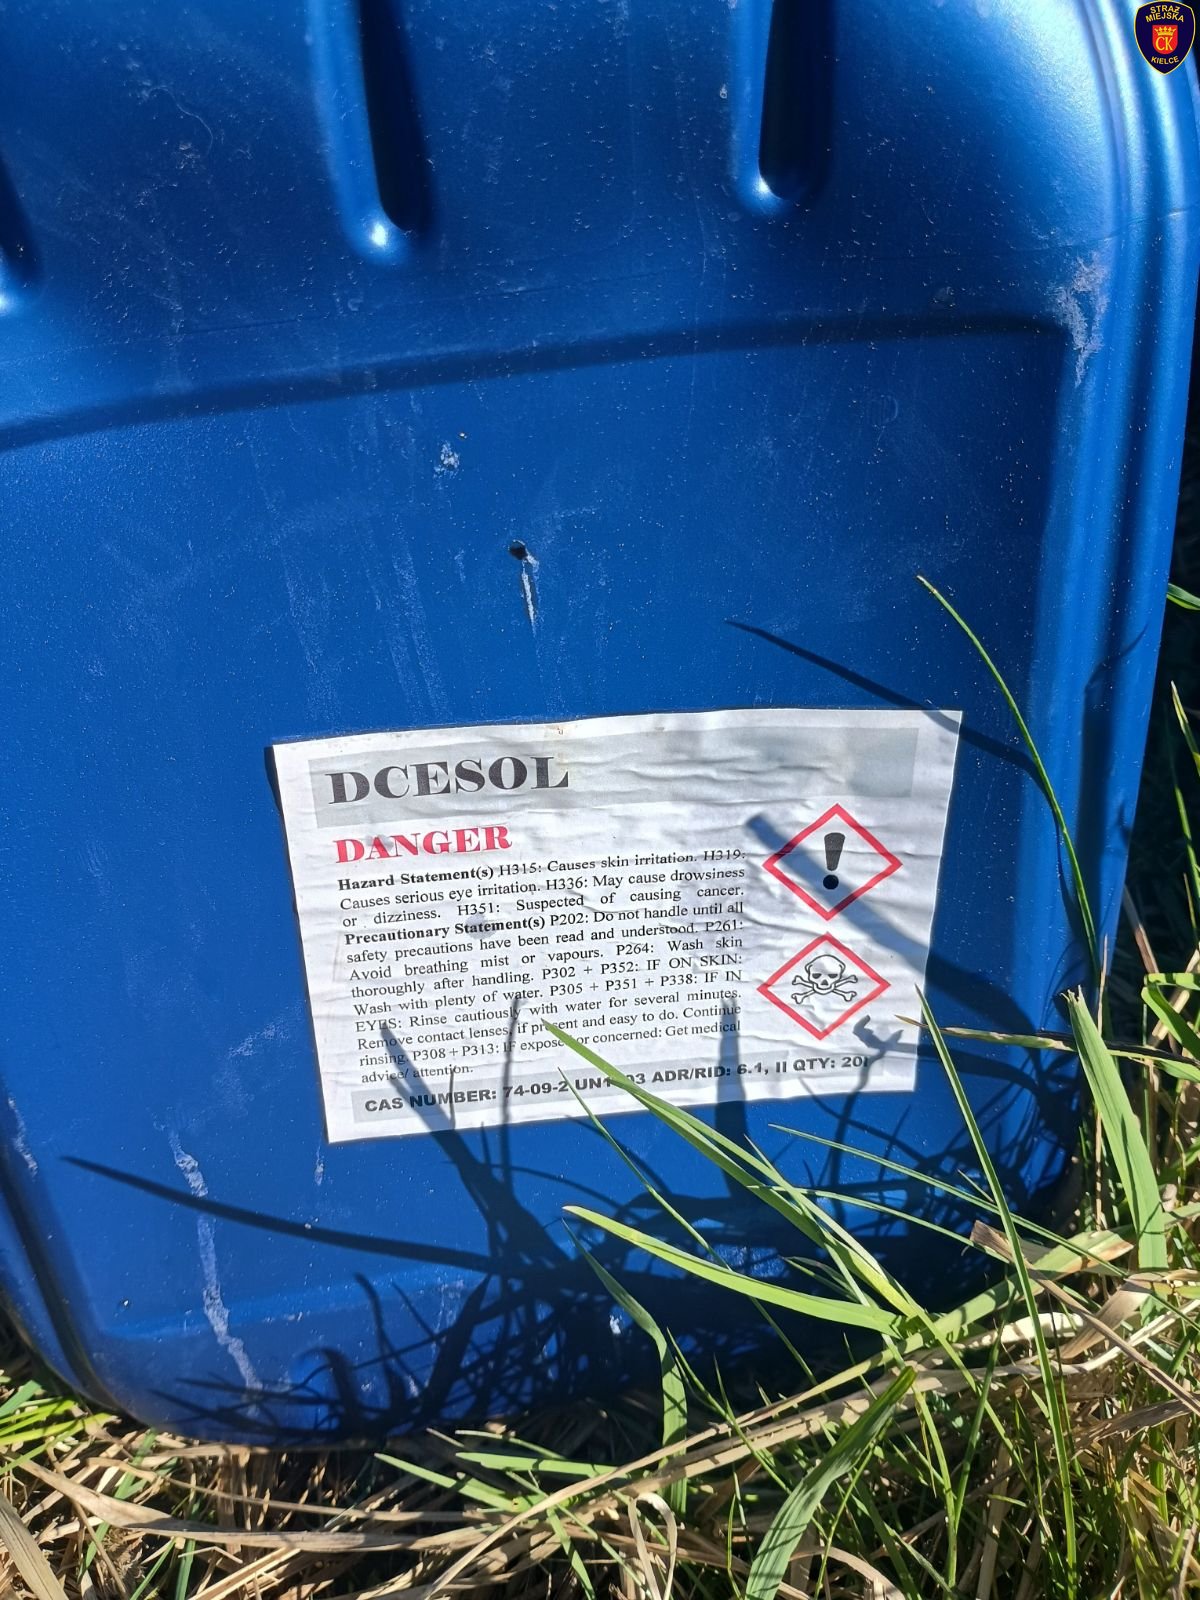 STRAŻ
MIEJSKA
CK
KIELCE
DCESOL
DANGER
Hazard Statement(s) H315: Causes skin irritation. H319:
Causes serious eye irritation. H336: May cause drowsiness
or dizziness. H351: Suspected of causing cancer.
Precautionary Statement(s) P202: Do not handle until all
safety precautions have been read and understood. P261:
Avoid breathing mist or vapours. P264: Wash skin
thoroughly after handling. P302 + P352: IF ON SKIN:
Wash with plenty of water. P305 + P351 + P338: IF IN
EYES: Rinse cautiously with water for several minutes.
Remove contact lenses, if present and easy to do. Continue
rinsing. P308 + P313: IF exposed or concerned: Get medical
advice/ attention.
CAS NUMBER: 74-09-2 ADR/RID: 6.1, II QTY: 20l